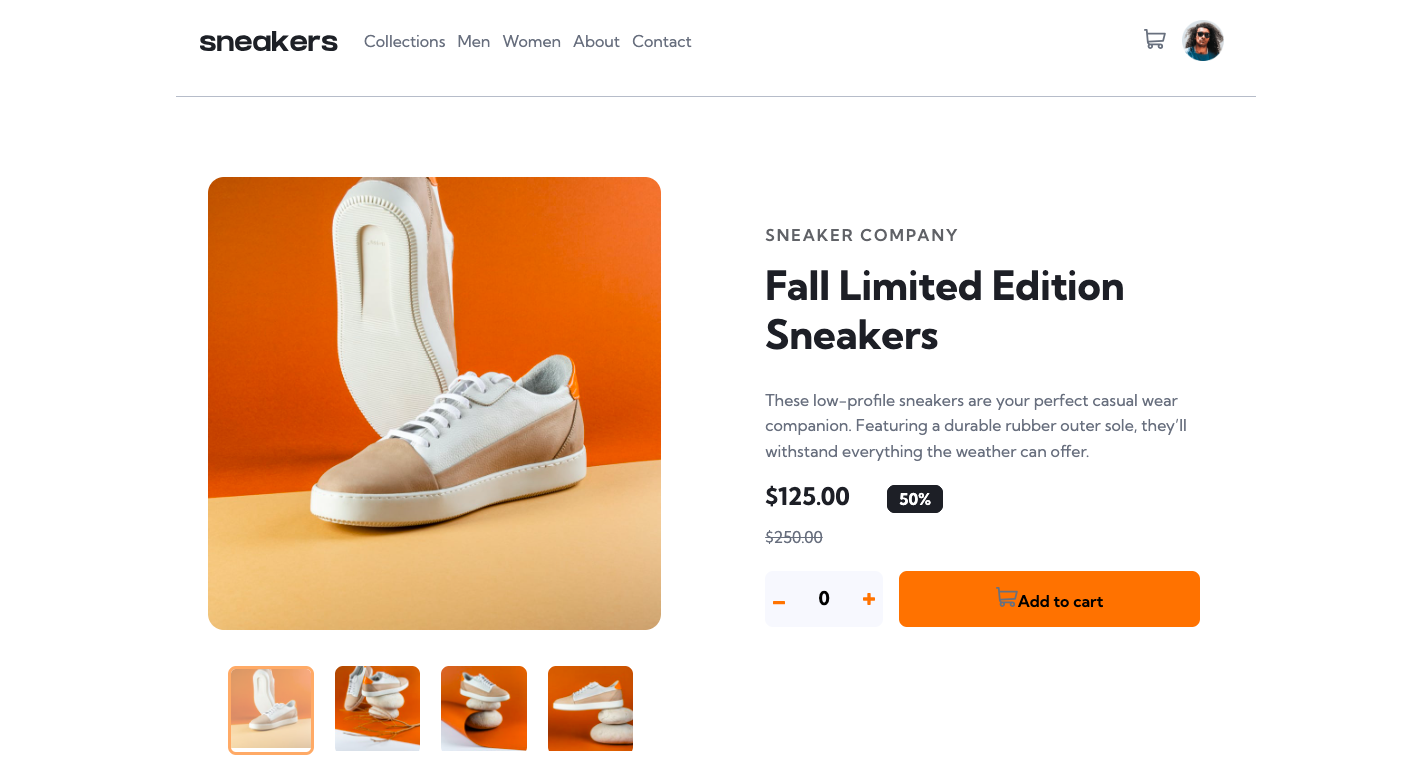 sneakers
Collections Men Women About Contact
SNEAKER COMPANY
Fall Limited Edition
Sneakers
These low-profile sneakers are your perfect casual wear
companion. Featuring a durable rubber outer sole, they’ll
withstand everything the weather can offer.
$125.00 50%
$250.00
– 0 +
Add to cart